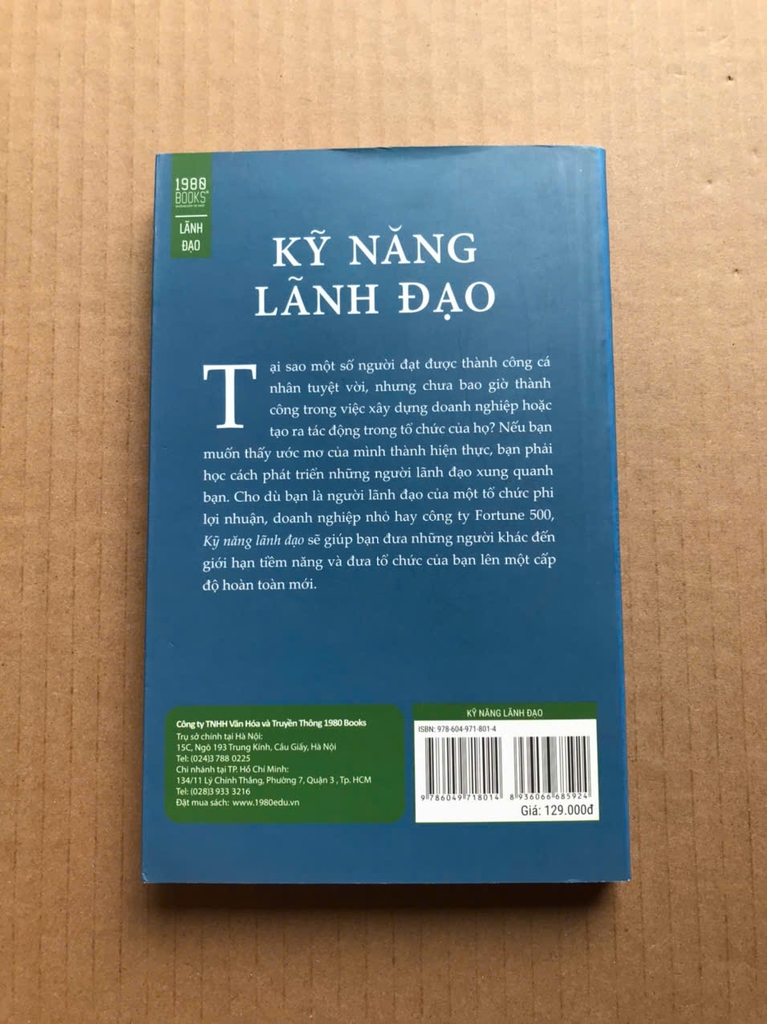 1980
BOOKS
LÃNH
ĐẠO
KỸ NĂNG
LÃNH ĐẠO
Tại sao một số người đạt được thành công cá
nhân tuyệt vời, nhưng chưa bao giờ thành
công trong việc xây dựng doanh nghiệp hoặc
tạo ra tác động trong tổ chức của họ? Nếu bạn
muốn thấy ước mơ của mình thành hiện thực, bạn phải
học cách phát triển những người lãnh đạo xung quanh
bạn. Cho dù bạn là người lãnh đạo của một tổ chức phi
lợi nhuận, doanh nghiệp nhỏ hay công ty Fortune 500,
Kỹ năng lãnh đạo sẽ giúp bạn đưa những người khác đến
giới hạn tiềm năng và đưa tổ chức của bạn lên một cấp
độ hoàn toàn mới.
Công ty TNHH Văn Hóa và Truyền Thông 1980 Books
Trụ sở chính tại Hà Nội:
15C, Ngõ 193 Trung Kính, Cầu Giấy, Hà Nội
Tel: (024)3 788 0225
Chi nhánh tại TP. Hồ Chí Minh:
134/11 Lý Chính Thắng, Phường 7, Quận 3 , Tp. HCM
Tel: (028)3 933 3216
Đặt mua sách: www.1980edu.vn
KỸ NĂNG LÃNH ĐẠO
ISBN: 978-604-971-801-4
9 786049 718014 8 936066 685924
Giá: 129.000đ